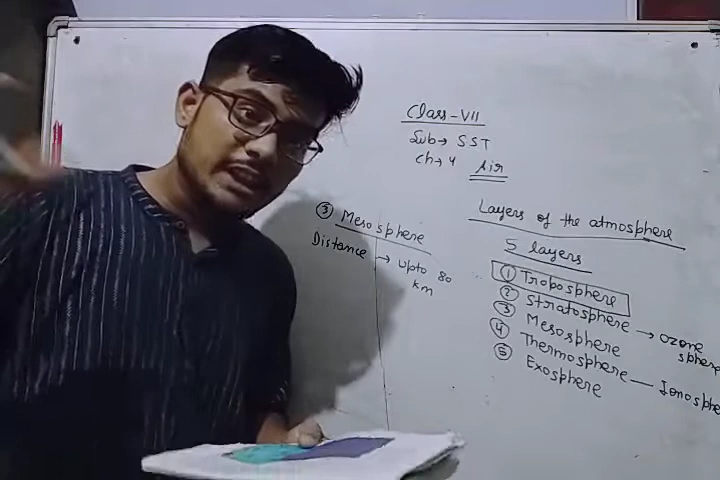 Class-VII
Sub→ SST
Ch→ 4 Air
Layers of the atmosphere
5 layers
① Troposphere
② Stratosphere → ozone sphere
③ Mesosphere
④ Thermosphere — Ionosphe
⑤ Exosphere
③ Mesosphere
Distance → upto 80
km